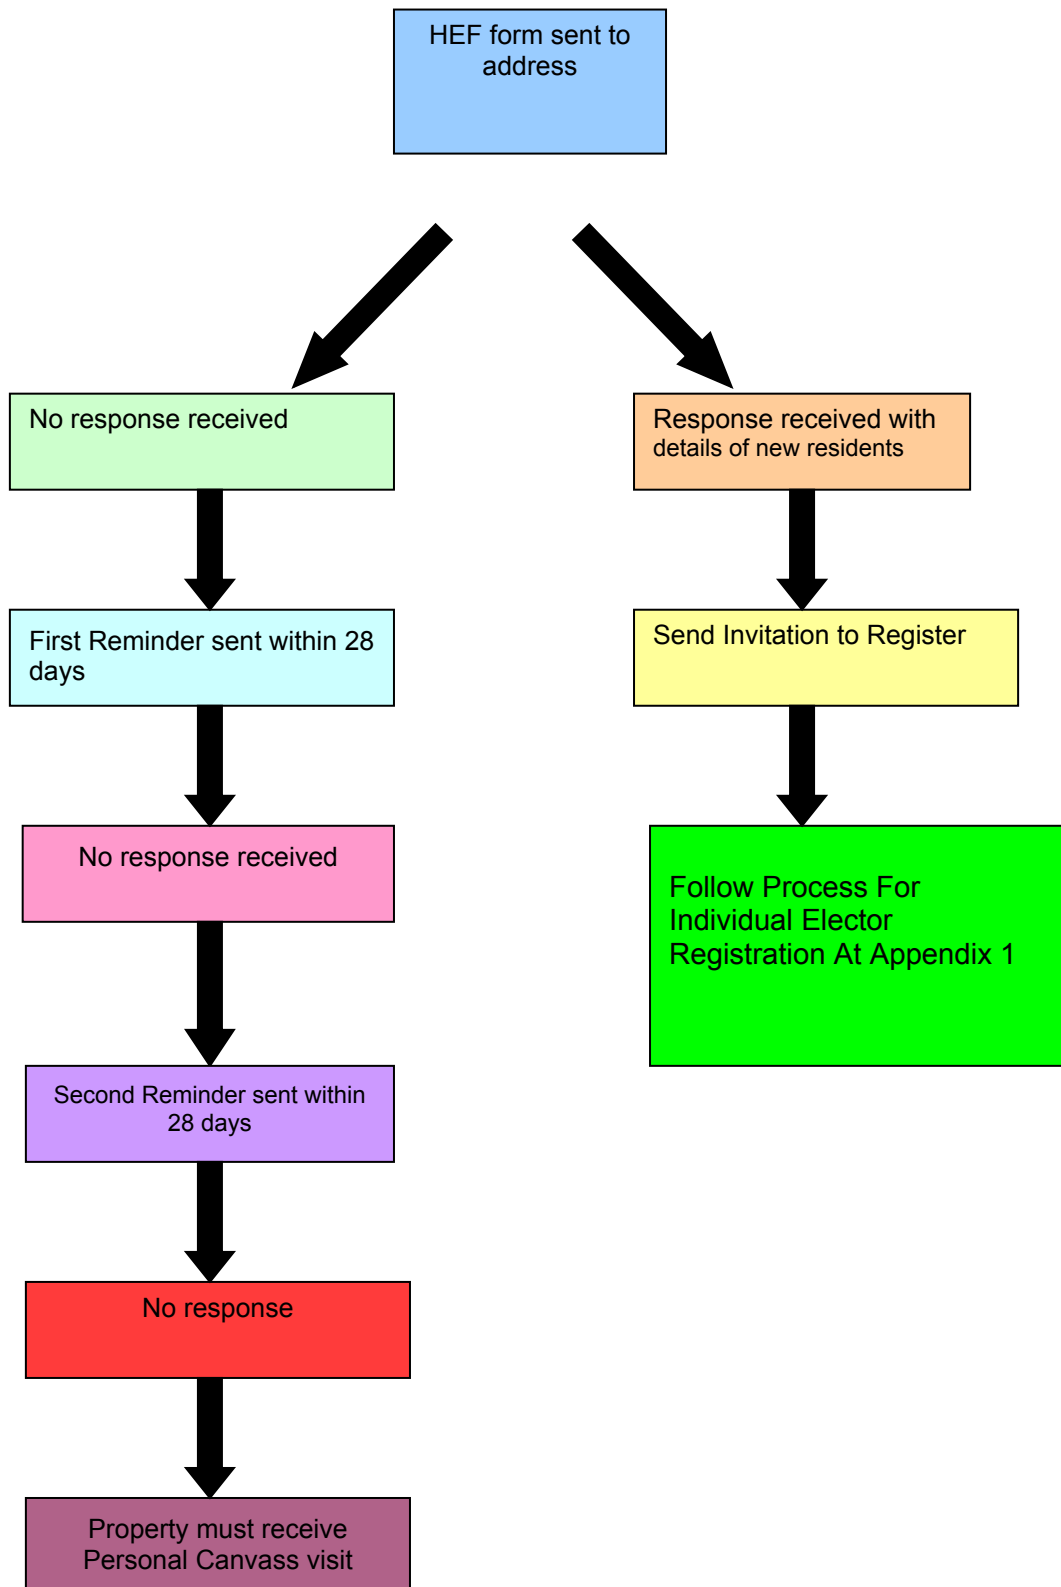 HEF form sent to
address
No response received
Response received with
details of new residents
First Reminder sent within 28
days
Send Invitation to Register
No response received
Follow Process For
Individual Elector
Registration At Appendix 1
Second Reminder sent within
28 days
No response
Property must receive
Personal Canvass visit